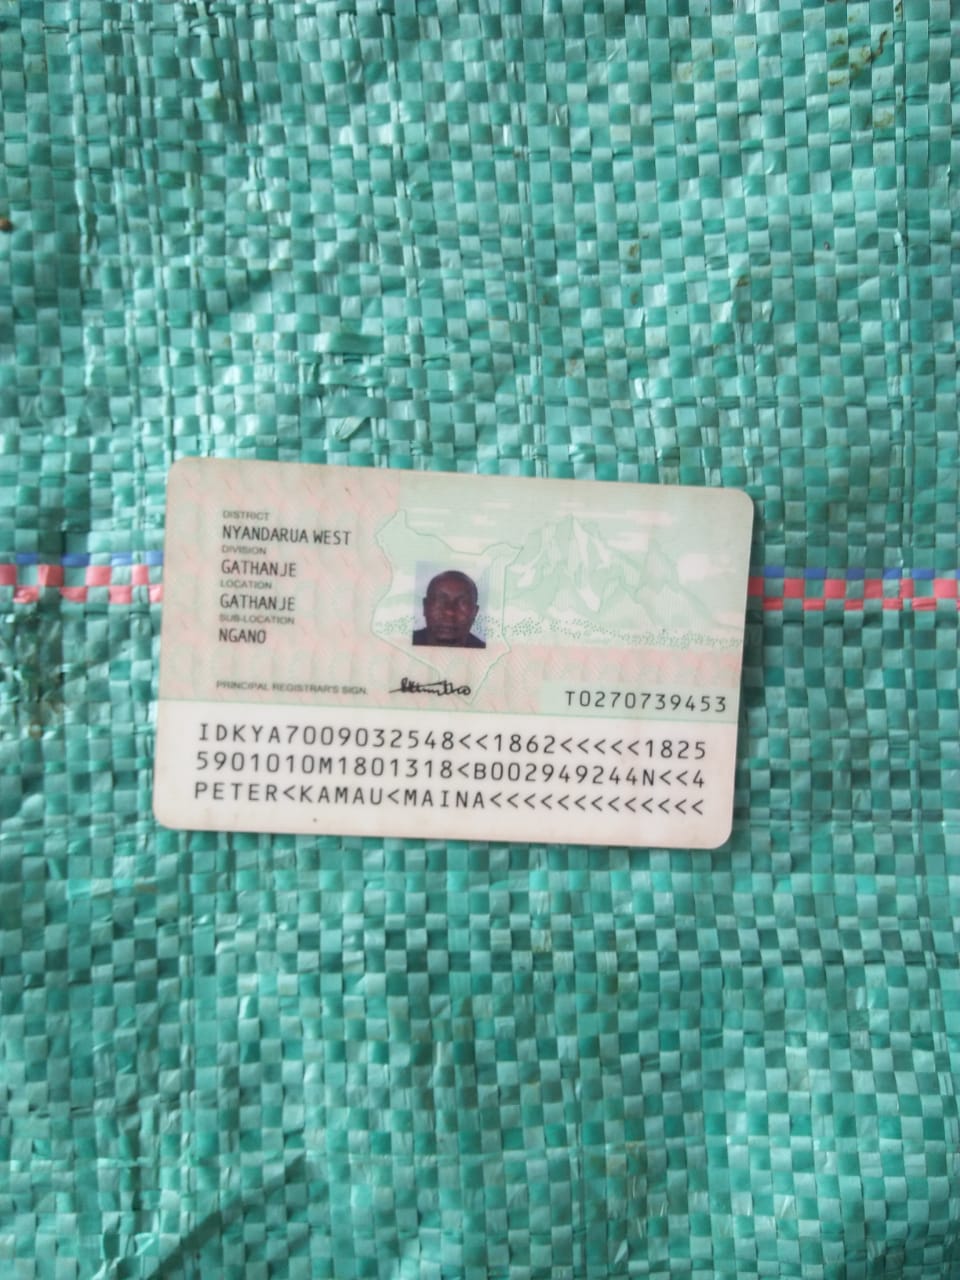 DISTRICT
NYANDARUA WEST
DIVISION
GATHANJE
LOCATION
GATHANJE
SUB-LOCATION
NGANO
PRINCIPAL REGISTRAR'S SIGN.
T0270739453
IDKYA7009032548<<1862<<<<<1825
5901010M1801318<B002949244N<<4
PETER<KAMAU<MAINA<<<<<<<<<<<<<